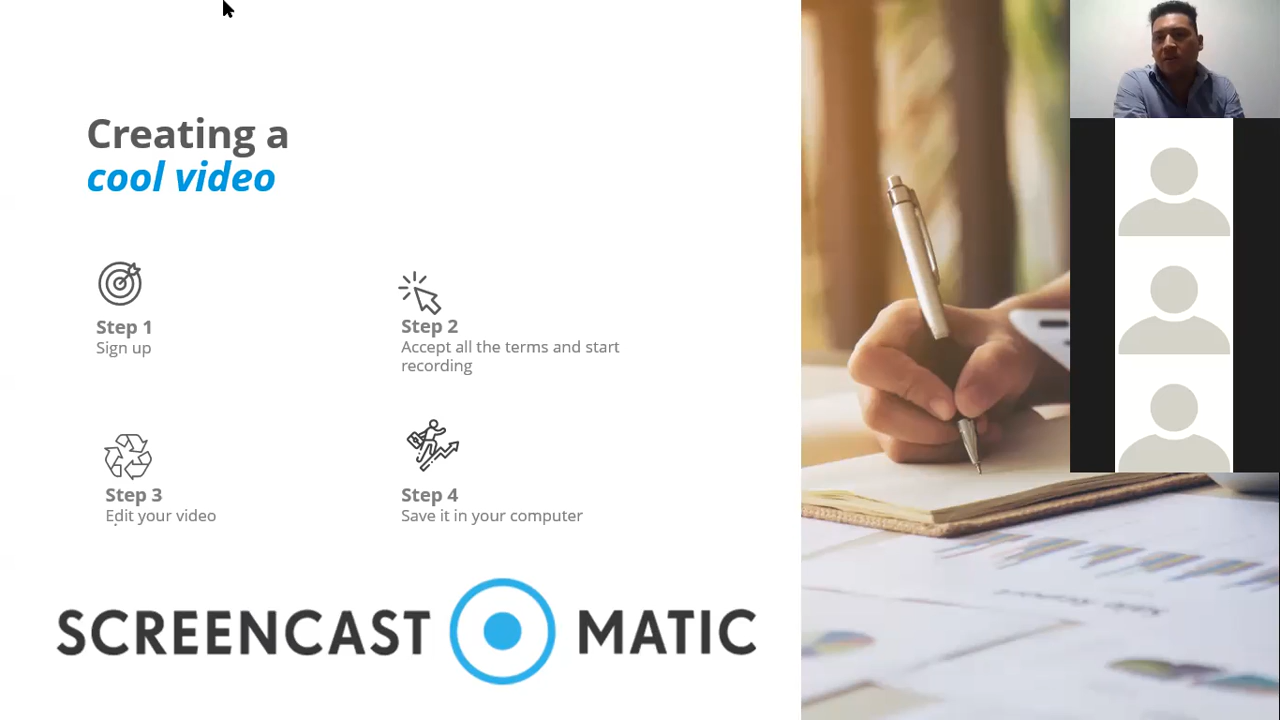 Creating a
cool video
Step 1
Sign up
Step 2
Accept all the terms and start
recording
Step 3
Edit your video
Step 4
Save it in your computer
SCREENCAST MATIC